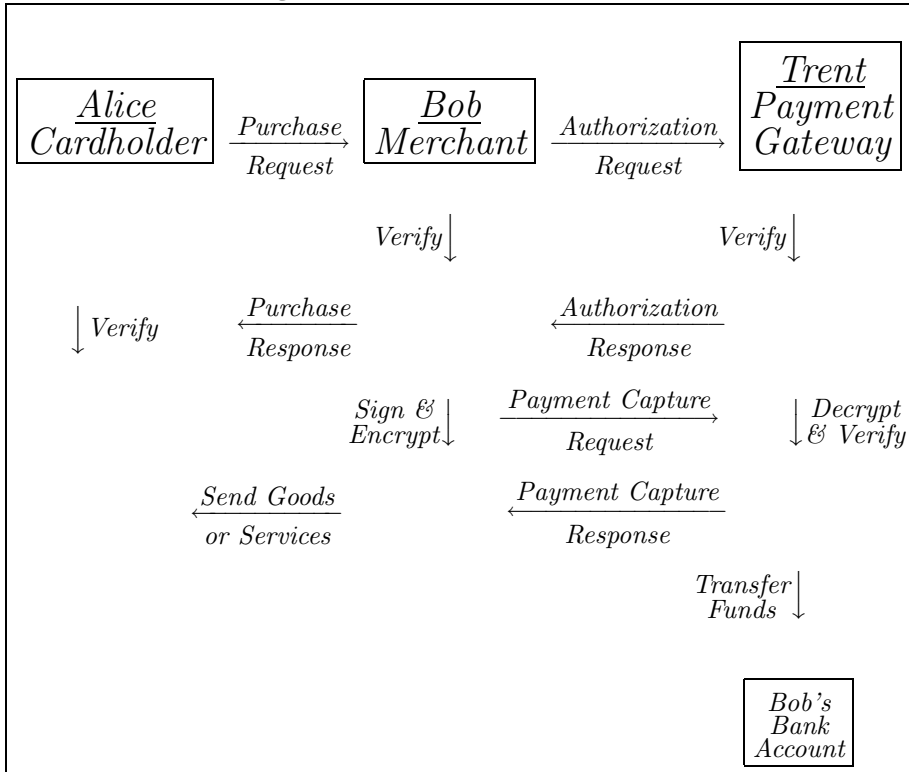 Alice
Cardholder
Purchase
Request
Bob
Merchant
Authorization
Request
Trent
Payment
Gateway
Verify
Verify
Verify
Purchase
Response
Authorization
Response
Sign &
Encrypt
Payment Capture
Request
Decrypt
& Verify
Send Goods
or Services
Payment Capture
Response
Transfer
Funds
Bob's
Bank
Account